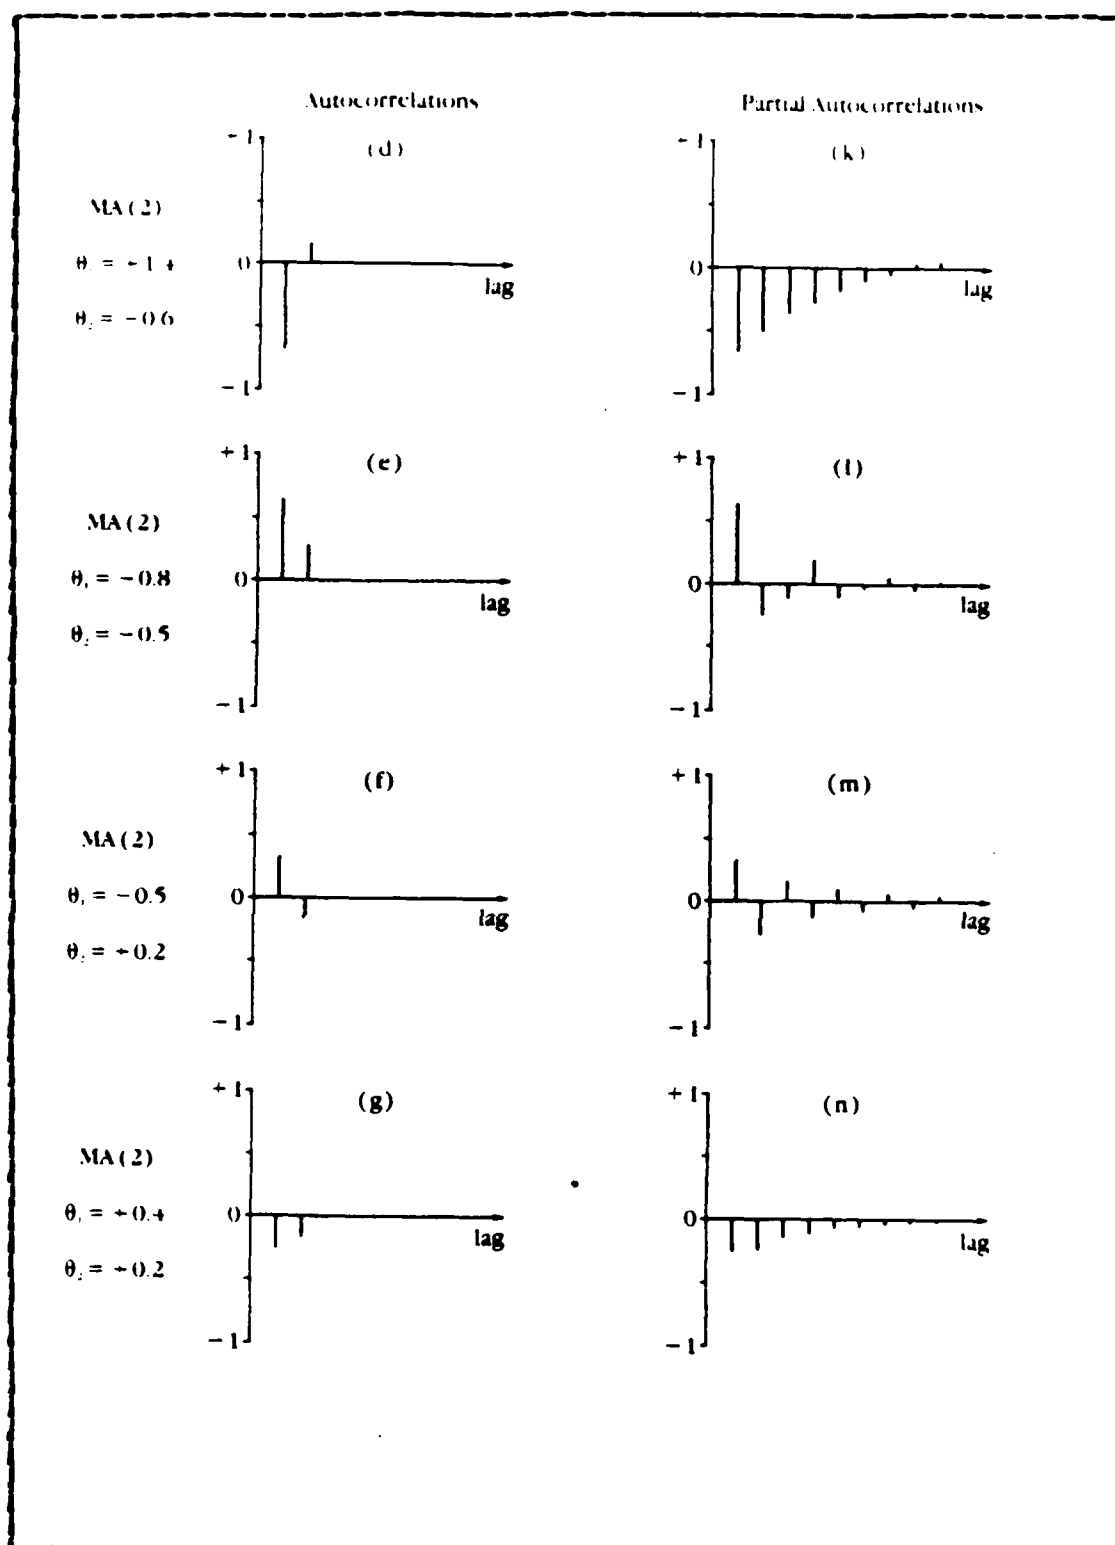 Autocorrelations
Partial Autocorrelations
(d)
(k)
MA(2)
θ₂ = −0.6
0
lag
−1
0
lag
−1
(e)
(l)
MA(2)
θ₁ = −0.8
θ₂ = −0.5
+1
0
lag
−1
+1
0
lag
−1
(f)
(m)
MA(2)
θ₁ = −0.5
θ₂ = +0.2
+1
0
lag
−1
+1
0
lag
−1
(g)
(n)
MA(2)
θ₁ = +0.4
θ₂ = +0.2
+1
0
lag
−1
+1
0
lag
−1